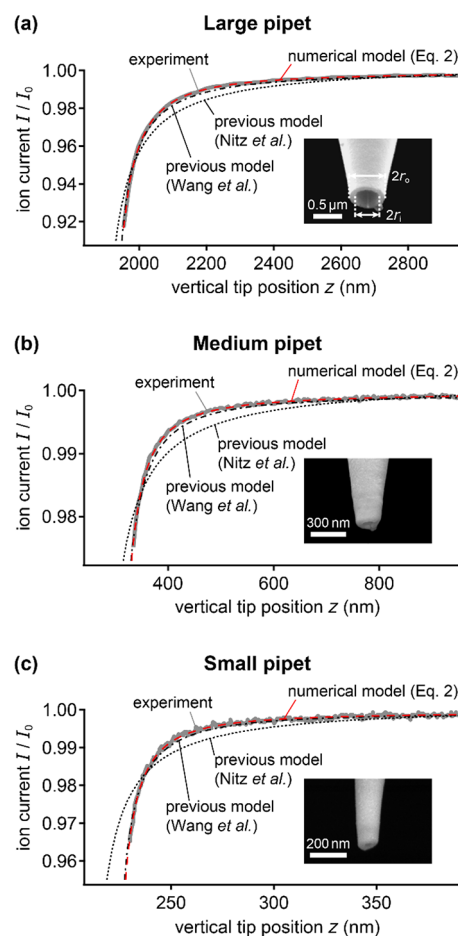 (a) Large pipet
experiment
numerical model (Eq. 2)
1.00
0.98
0.96
0.94
0.92
ion current I / I₀
previous model
(Nitz et al.)
previous model
(Wang et al.)
2rₒ
0.5 µm
2rᵢ
2000 2200 2400 2600 2800
vertical tip position z (nm)
(b) Medium pipet
numerical model (Eq. 2)
experiment
1.00
0.99
0.98
ion current I / I₀
previous model
(Nitz et al.)
previous model
(Wang et al.)
300 nm
400 600 800
vertical tip position z (nm)
(c) Small pipet
numerical model (Eq. 2)
experiment
1.00
0.99
0.98
0.97
0.96
ion current I / I₀
previous model
(Nitz et al.)
previous model
(Wang et al.)
200 nm
250 300 350
vertical tip position z (nm)